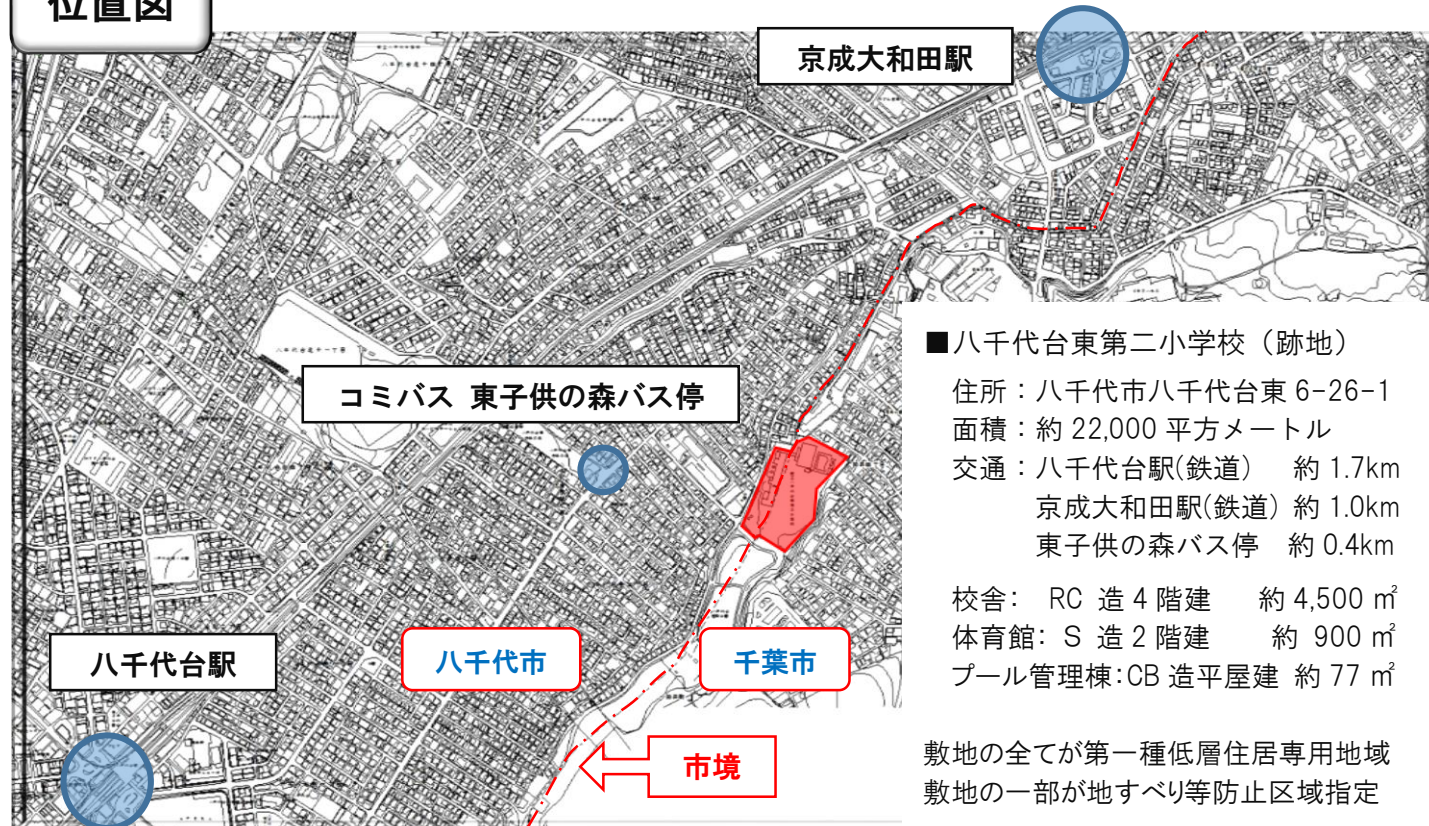 位置図
京成大和田駅
コミバス 東子供の森バス停
八千代台駅
八千代市
千葉市
市境
■八千代台東第二小学校（跡地）
住所：八千代市八千代台東 6-26-1
面積：約 22,000 平方メートル
交通：八千代台駅(鉄道) 約 1.7km
京成大和田駅(鉄道) 約 1.0km
東子供の森バス停 約 0.4km
校舎： RC 造 4 階建 約 4,500 ㎡
体育館： S 造 2 階建 約 900 ㎡
プール管理棟：CB 造平屋建 約 77 ㎡
敷地の全てが第一種低層住居専用地域
敷地の一部が地すべり等防止区域指定